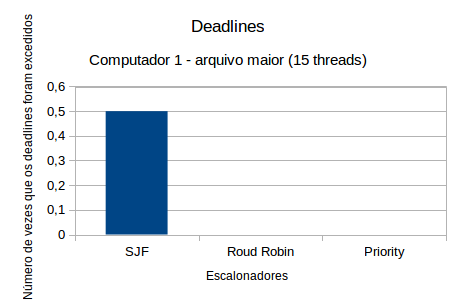 Deadlines
Computador 1 - arquivo maior (15 threads)
Número de vezes que os deadlines foram excedidos
0,6
0,5
0,4
0,3
0,2
0,1
0
SJF
Roud Robin
Priority
Escalonadores